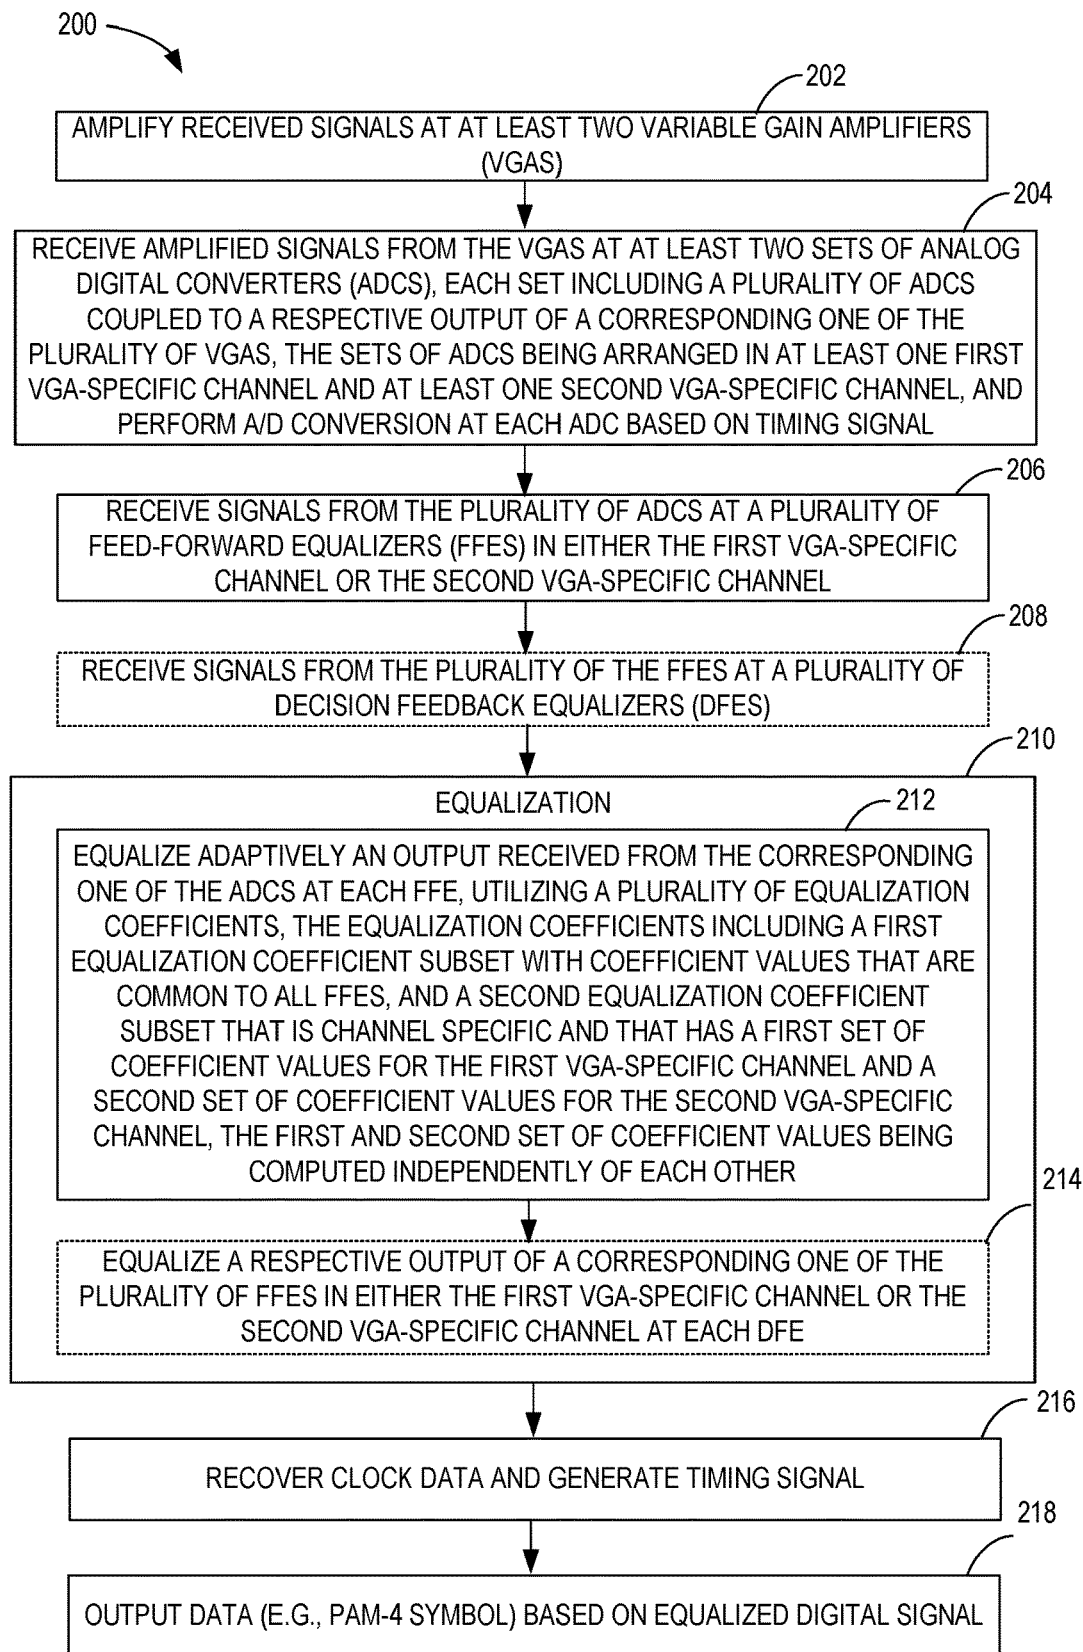 200
202
AMPLIFY RECEIVED SIGNALS AT AT LEAST TWO VARIABLE GAIN AMPLIFIERS
(VGAS)
204
RECEIVE AMPLIFIED SIGNALS FROM THE VGAS AT AT LEAST TWO SETS OF ANALOG
DIGITAL CONVERTERS (ADCS), EACH SET INCLUDING A PLURALITY OF ADCS
COUPLED TO A RESPECTIVE OUTPUT OF A CORRESPONDING ONE OF THE
PLURALITY OF VGAS, THE SETS OF ADCS BEING ARRANGED IN AT LEAST ONE FIRST
VGA-SPECIFIC CHANNEL AND AT LEAST ONE SECOND VGA-SPECIFIC CHANNEL, AND
PERFORM A/D CONVERSION AT EACH ADC BASED ON TIMING SIGNAL
206
RECEIVE SIGNALS FROM THE PLURALITY OF ADCS AT A PLURALITY OF
FEED-FORWARD EQUALIZERS (FFES) IN EITHER THE FIRST VGA-SPECIFIC
CHANNEL OR THE SECOND VGA-SPECIFIC CHANNEL
208
RECEIVE SIGNALS FROM THE PLURALITY OF THE FFES AT A PLURALITY OF
DECISION FEEDBACK EQUALIZERS (DFES)
210
EQUALIZATION
212
EQUALIZE ADAPTIVELY AN OUTPUT RECEIVED FROM THE CORRESPONDING
ONE OF THE ADCS AT EACH FFE, UTILIZING A PLURALITY OF EQUALIZATION
COEFFICIENTS, THE EQUALIZATION COEFFICIENTS INCLUDING A FIRST
EQUALIZATION COEFFICIENT SUBSET WITH COEFFICIENT VALUES THAT ARE
COMMON TO ALL FFES, AND A SECOND EQUALIZATION COEFFICIENT
SUBSET THAT IS CHANNEL SPECIFIC AND THAT HAS A FIRST SET OF
COEFFICIENT VALUES FOR THE FIRST VGA-SPECIFIC CHANNEL AND A
SECOND SET OF COEFFICIENT VALUES FOR THE SECOND VGA-SPECIFIC
CHANNEL, THE FIRST AND SECOND SET OF COEFFICIENT VALUES BEING
COMPUTED INDEPENDENTLY OF EACH OTHER
214
EQUALIZE A RESPECTIVE OUTPUT OF A CORRESPONDING ONE OF THE
PLURALITY OF FFES IN EITHER THE FIRST VGA-SPECIFIC CHANNEL OR THE
SECOND VGA-SPECIFIC CHANNEL AT EACH DFE
216
RECOVER CLOCK DATA AND GENERATE TIMING SIGNAL
218
OUTPUT DATA (E.G., PAM-4 SYMBOL) BASED ON EQUALIZED DIGITAL SIGNAL